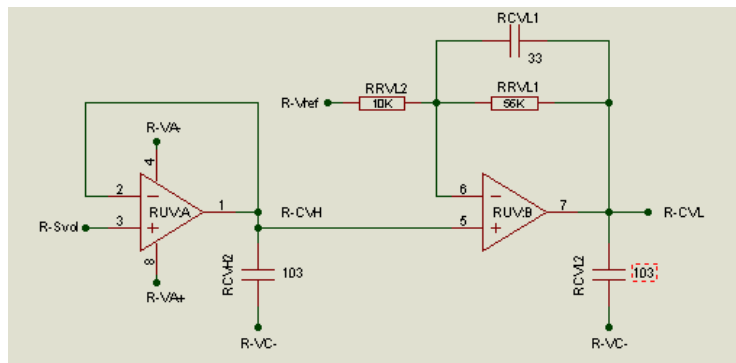 RCVL1
33
RRVL2
R-Vref
10K
RRVL1
56K
R-VA-
4
2
RUV:A
1
R-CVH
3
R-Svol
8
R-VA+
6
RUV:B
7
R-CVL
5
RCVH2
103
RCVL2
103
R-VC-
R-VC-